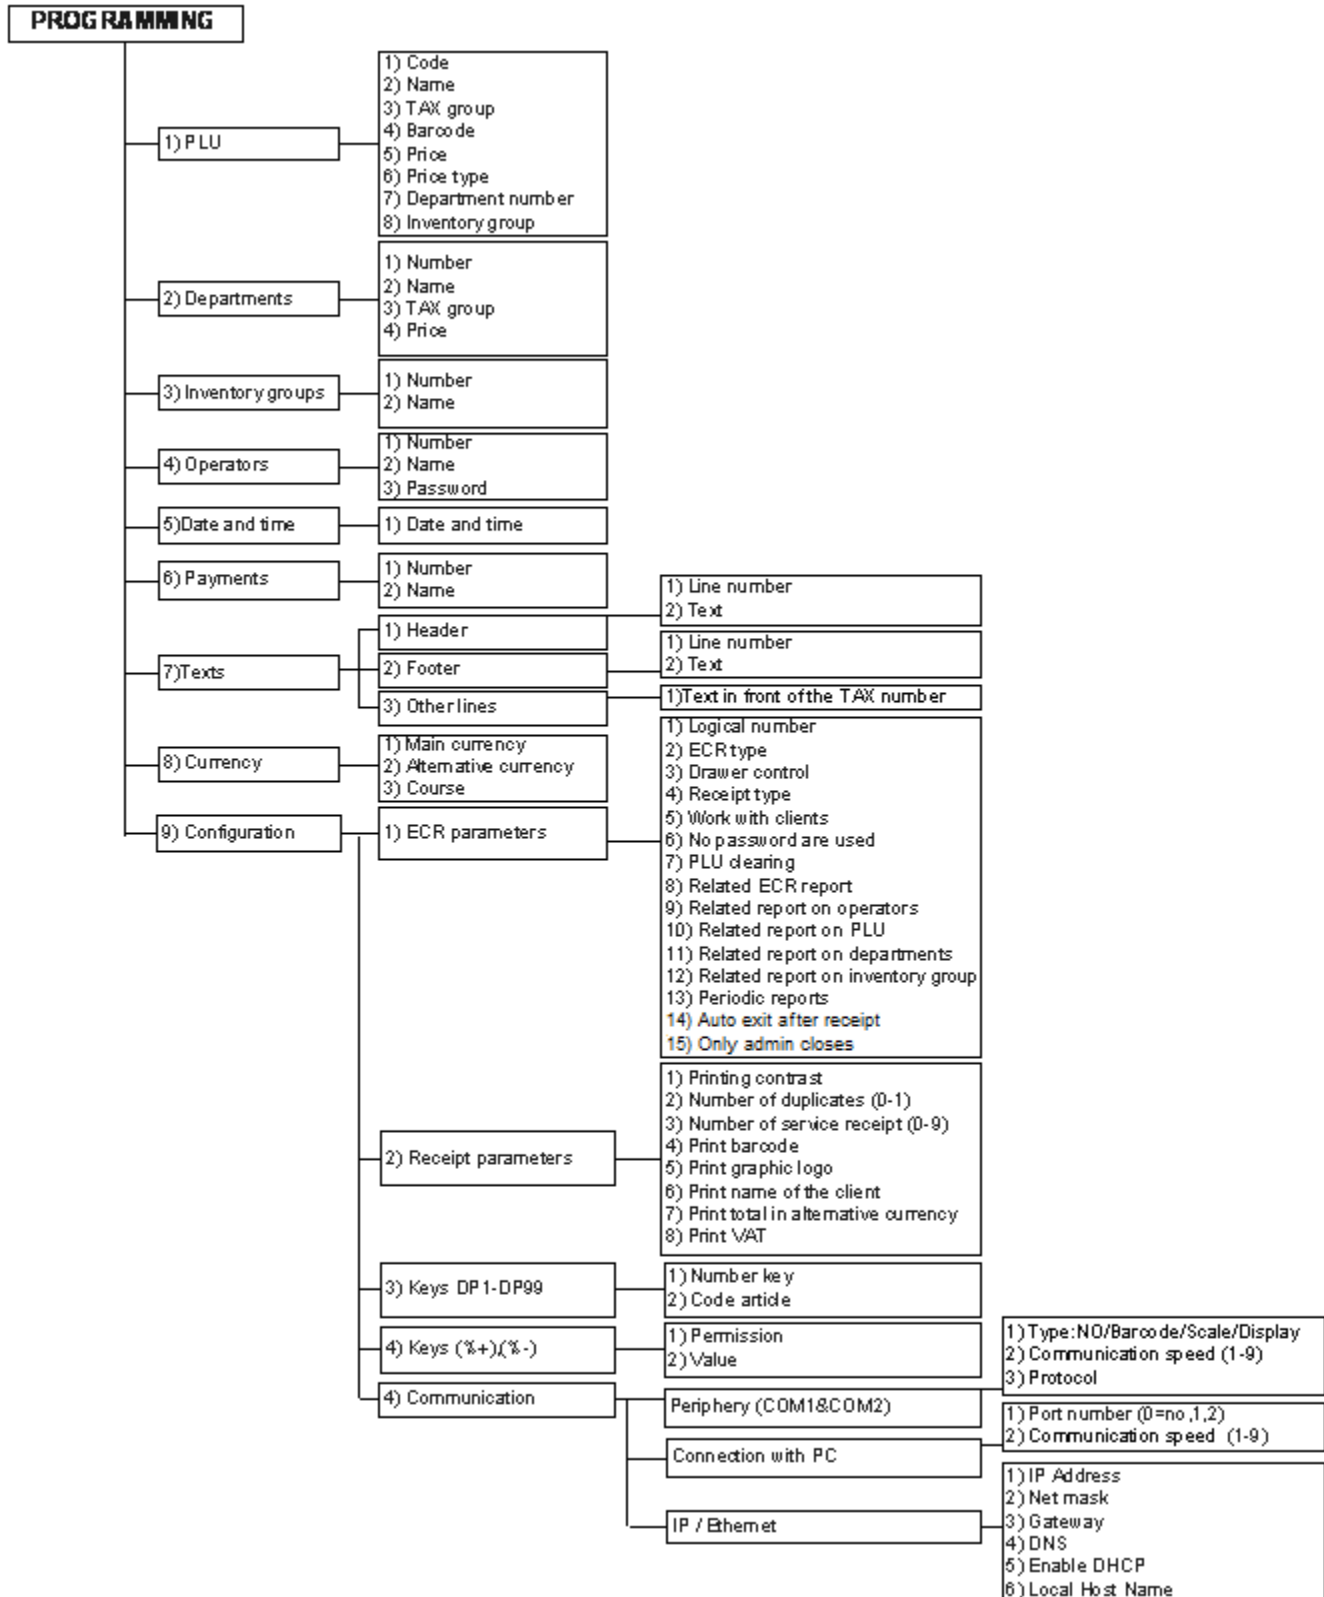 PROGRAMMING
1) PLU
1) Code
2) Name
3) TAX group
4) Barcode
5) Price
6) Price type
7) Department number
8) Inventory group
2) Departments
1) Number
2) Name
3) TAX group
4) Price
3) Inventory groups
1) Number
2) Name
4) Operators
1) Number
2) Name
3) Password
5)Date and time
1) Date and time
6) Payments
1) Number
2) Name
7)Texts
1) Header
1) Line number
2) Text
2) Footer
1) Line number
2) Text
3) Other lines
1)Text in front of the TAX number
8) Currency
1) Main currency
2) Alternative currency
3) Course
9) Configuration
1) ECR parameters
1) Logical number
2) ECR type
3) Drawer control
4) Receipt type
5) Work with clients
6) No password are used
7) PLU clearing
8) Related ECR report
9) Related report on operators
10) Related report on PLU
11) Related report on departments
12) Related report on inventory group
13) Periodic reports
14) Auto exit after receipt
15) Only admin closes
2) Receipt parameters
1) Printing contrast
2) Number of duplicates (0-1)
3) Number of service receipt (0-9)
4) Print barcode
5) Print graphic logo
6) Print name of the client
7) Print total in alternative currency
8) Print VAT
3) Keys DP1-DP99
1) Number key
2) Code article
4) Keys (%+),(%-)
1) Permission
2) Value
4) Communication
Periphery (COM1&COM2)
1) Type:NO/Barcode/Scale/Display
2) Communication speed (1-9)
3) Protocol
Connection with PC
1) Port number (0=no,1,2)
2) Communication speed (1-9)
IP / Ethernet
1) IP Address
2) Net mask
3) Gateway
4) DNS
5) Enable DHCP
6) Local Host Name